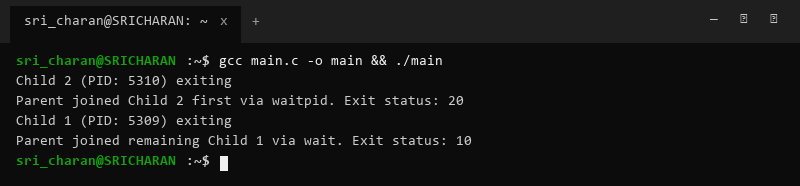 sri_charan@SRICHARAN: ~ x +
sri_charan@SRICHARAN :~$ gcc main.c -o main && ./main
Child 2 (PID: 5310) exiting
Parent joined Child 2 first via waitpid. Exit status: 20
Child 1 (PID: 5309) exiting
Parent joined remaining Child 1 via wait. Exit status: 10
sri_charan@SRICHARAN :~$